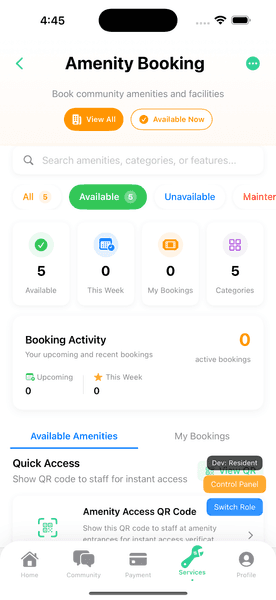 4:45
Amenity Booking
Book community amenities and facilities
View All
Available Now
Search amenities, categories, or features...
All 5
Available 5
Unavailable
Mainter
5
Available
0
This Week
0
My Bookings
5
Categories
Booking Activity
Your upcoming and recent bookings
0
active bookings
Upcoming
0
This Week
0
Available Amenities
My Bookings
Quick Access
Show QR code to staff for instant access
View QR
Dev: Resident
Control Panel
Switch Role
Amenity Access QR Code
Show this QR code to staff at amenity
entrances for instant access verificat
Home
Community
Payment
Services
Profile